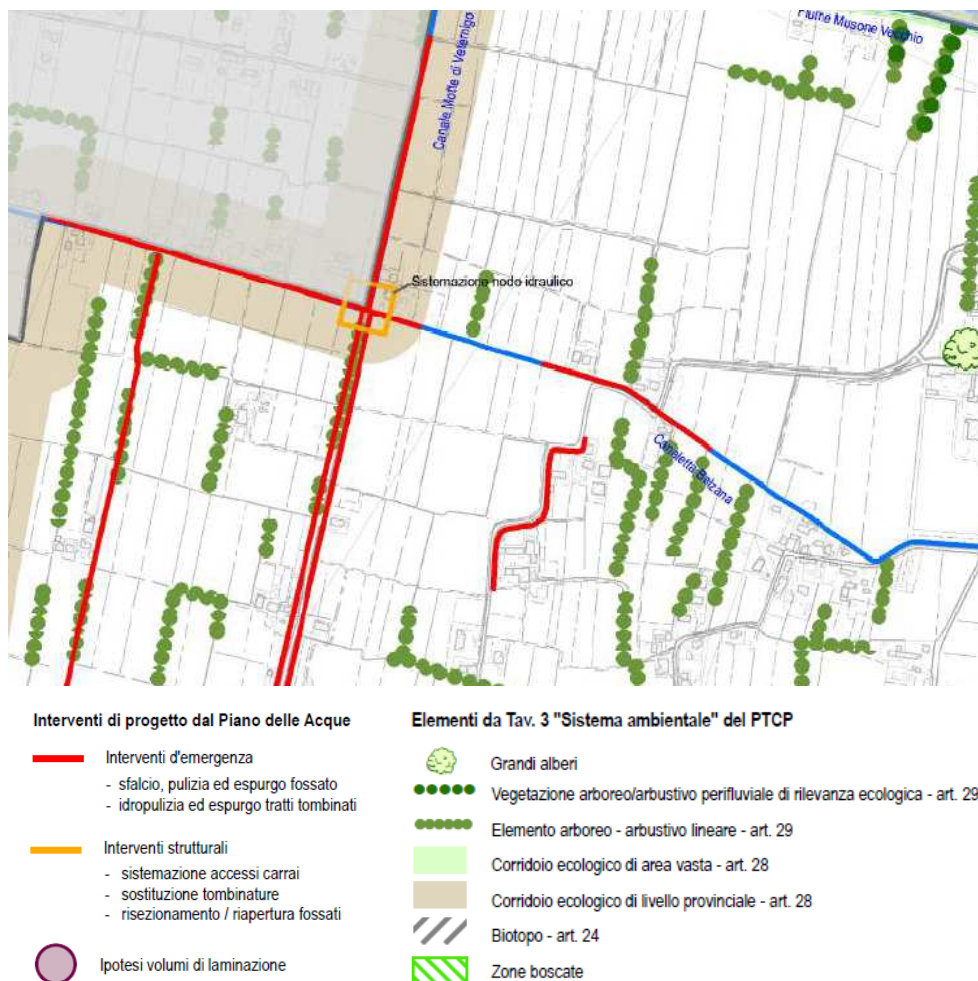 Fiume Musone Vecchio
Canale Motte di Veternigo
Sistemazione nodo idraulico
Canaletta Belzana
Interventi di progetto dal Piano delle Acque
Interventi d'emergenza
- sfalcio, pulizia ed espurgo fossato
- idropulizia ed espurgo tratti tombinati
Interventi strutturali
- sistemazione accessi carrai
- sostituzione tombinature
- risezionamento / riapertura fossati
Ipotesi volumi di laminazione
Elementi da Tav. 3 "Sistema ambientale" del PTCP
Grandi alberi
Vegetazione arboreo/arbustivo perifluviale di rilevanza ecologica - art. 29
Elemento arboreo - arbustivo lineare - art. 29
Corridoio ecologico di area vasta - art. 28
Corridoio ecologico di livello provinciale - art. 28
Biotopo - art. 24
Zone boscate